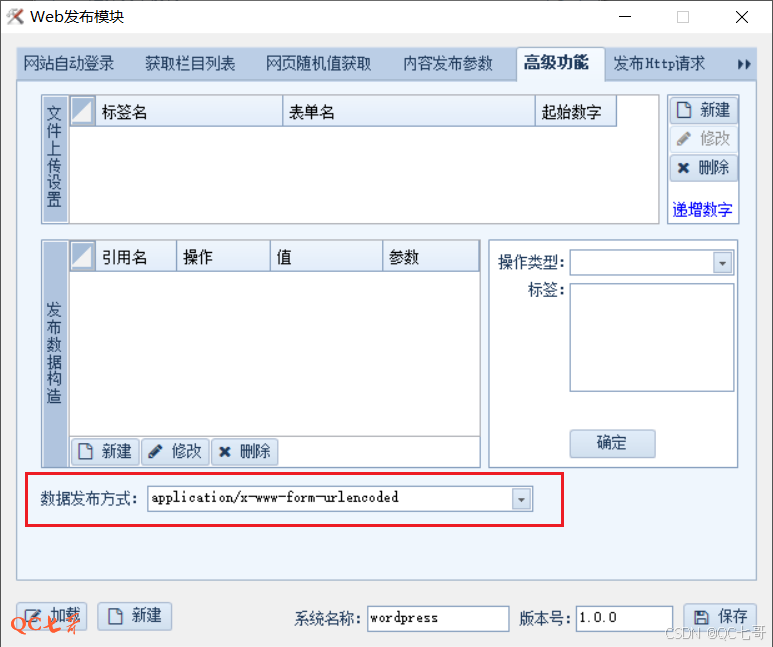 Web发布模块
网站自动登录 获取栏目列表 网页随机值获取 内容发布参数 高级功能 发布Http请求
文件上传设置
标签名 表单名 起始数字
新建
修改
删除
递增数字
发布数据构造
引用名 操作 值 参数
新建 修改 删除
操作类型:
标签:
确定
数据发布方式: application/x-www-form-urlencoded
加载 新建 系统名称: wordpress 版本号: 1.0.0 保存
QC七哥
CSDN @QC七哥